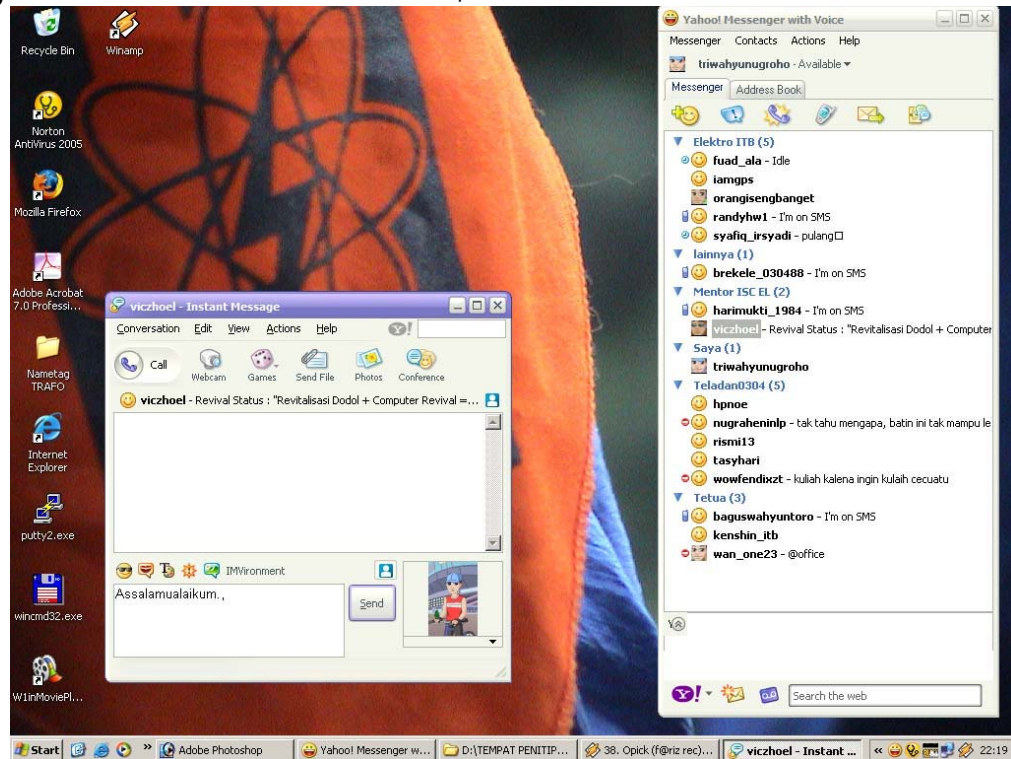 Recycle Bin
Winamp
Norton
AntiVirus 2005
Mozilla Firefox
Adobe Acrobat
7.0 Professi...
Nametag
TRAFO
Internet
Explorer
putty2.exe
wincmd32.exe
W1inMoviePl...
viczhoel - Instant Message
Conversation Edit View Actions Help
Call
Webcam Games Send File Photos Conference
viczhoel - Revival Status : "Revitalisasi Dodol + Computer Revival =...
IMVironment
Assalamualaikum.,
Send
Yahoo! Messenger with Voice
Messenger Contacts Actions Help
triwahyunugroho - Available
Messenger Address Book
Elektro ITB (5)
fuad_ala - Idle
iamgps
orangisengbanget
randyhw1 - I'm on SMS
syafiq_irsyadi - pulang□
lainnya (1)
brekele_030488 - I'm on SMS
Mentor ISC EL (2)
harimukti_1984 - I'm on SMS
viczhoel - Revival Status : "Revitalisasi Dodol + Computer
Saya (1)
triwahyunugroho
Teladan0304 (5)
hpnoe
nugraheninlp - tak tahu mengapa, batin ini tak mampu le
rismi13
tasyhari
wowfendixzt - kuliah kalena ingin kulaih cecuatu
Tetua (3)
baguswahyuntoro - I'm on SMS
kenshin_itb
wan_one23 - @office
Y!
Search the web
Start
Adobe Photoshop
Yahoo! Messenger w...
D:\TEMPAT PENITIP...
38. Opick (f@riz rec)...
viczhoel - Instant ...
22:19